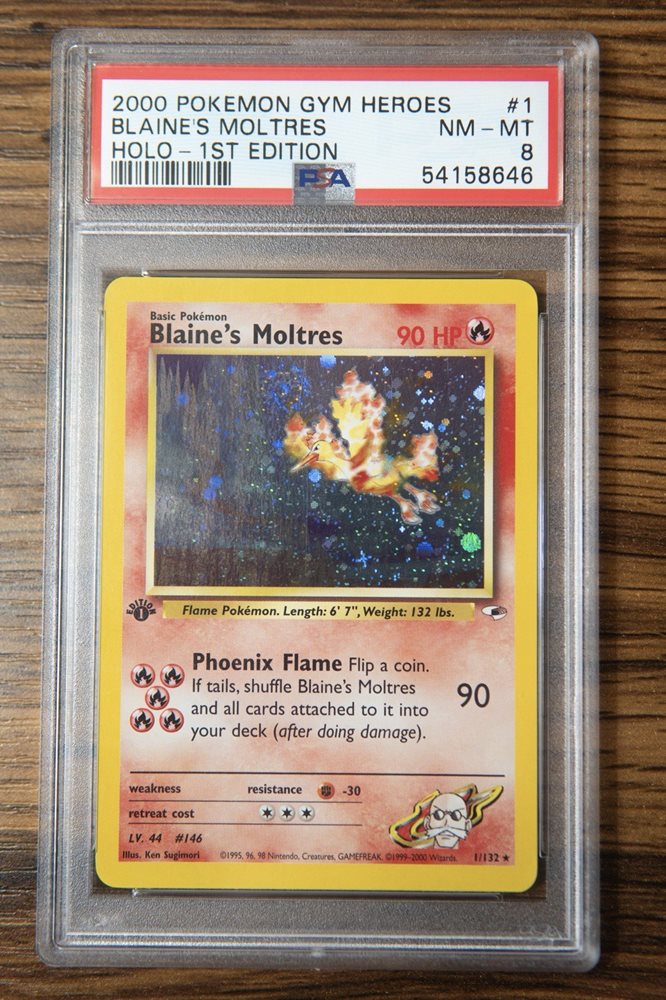 2000 POKEMON GYM HEROES #1
BLAINE'S MOLTRES NM - MT
HOLO - 1ST EDITION 8
PSA 54158646
Basic Pokémon
Blaine's Moltres 90 HP
EDITION 1
Flame Pokémon. Length: 6' 7", Weight: 132 lbs.
Phoenix Flame Flip a coin.
If tails, shuffle Blaine's Moltres
and all cards attached to it into
your deck (after doing damage).
90
weakness resistance -30
retreat cost
LV. 44 #146
Illus. Ken Sugimori ©1995, 96, 98 Nintendo, Creatures, GAMEFREAK. ©1999-2000 Wizards. 1/132 ★